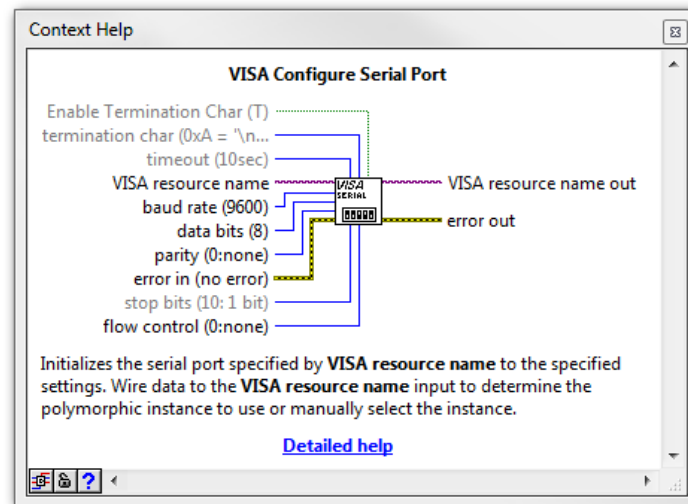 Context Help
VISA Configure Serial Port
Enable Termination Char (T)
termination char (0xA = '\n...
timeout (10sec)
VISA resource name
VISA resource name out
baud rate (9600)
data bits (8)
error out
parity (0:none)
error in (no error)
stop bits (10: 1 bit)
flow control (0:none)
VISA
SERIAL
Initializes the serial port specified by VISA resource name to the specified
settings. Wire data to the VISA resource name input to determine the
polymorphic instance to use or manually select the instance.
Detailed help
?